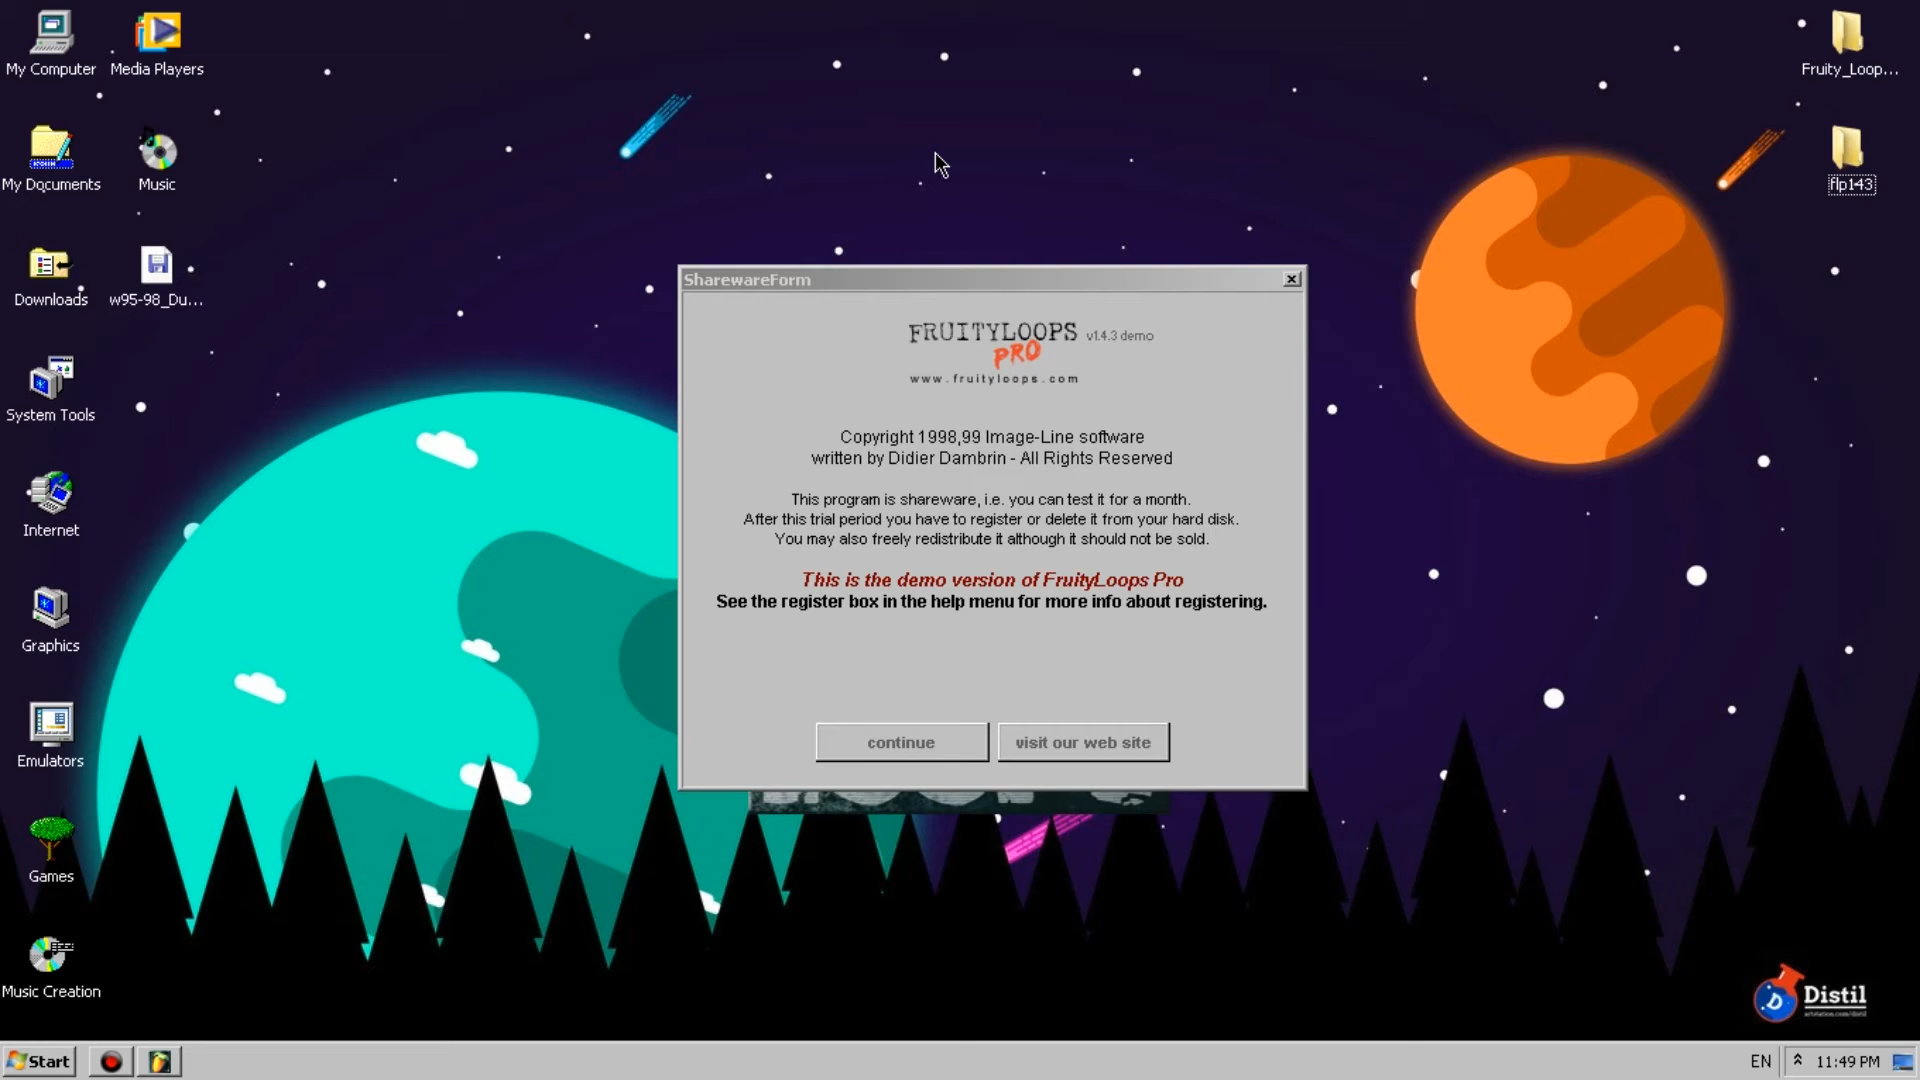 My Computer
Media Players
My Documents
Music
Downloads
w95-98_Du...
System Tools
Internet
Graphics
Emulators
Games
Music Creation
Fruity_Loop...
flp143
SharewareForm
FRUITYLOOPS v1.4.3 demo
PRO
www.fruityloops.com
Copyright 1998,99 Image-Line software
written by Didier Dambrin - All Rights Reserved
This program is shareware, i.e. you can test it for a month.
After this trial period you have to register or delete it from your hard disk.
You may also freely redistribute it although it should not be sold.
This is the demo version of FruityLoops Pro
See the register box in the help menu for more info about registering.
continue
visit our web site
D Distil
artstation.com/distil
Start
EN
11:49 PM